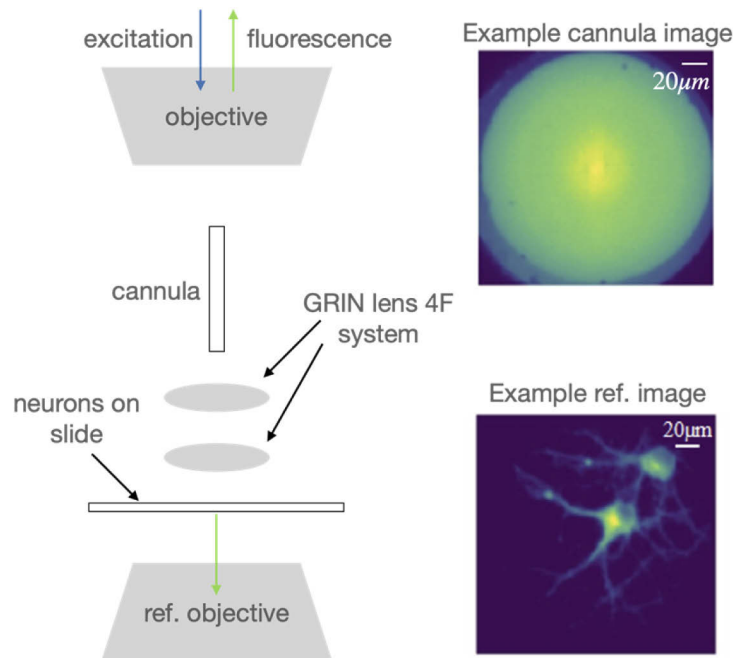 excitation
fluorescence
objective
cannula
GRIN lens 4F
system
neurons on
slide
ref. objective
Example cannula image
20μm
Example ref. image
20μm